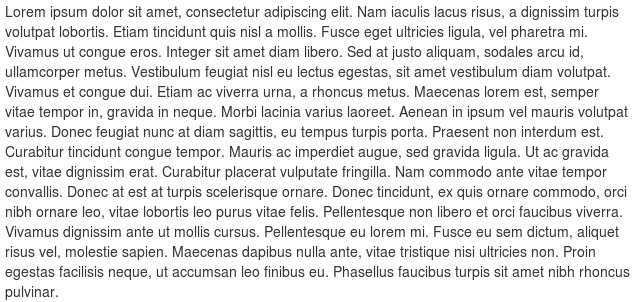 Lorem ipsum dolor sit amet, consectetur adipiscing elit. Nam iaculis lacus risus, a dignissim turpis
volutpat lobortis. Etiam tincidunt quis nisl a mollis. Fusce eget ultricies ligula, vel pharetra mi.
Vivamus ut congue eros. Integer sit amet diam libero. Sed at justo aliquam, sodales arcu id,
ullamcorper metus. Vestibulum feugiat nisl eu lectus egestas, sit amet vestibulum diam volutpat.
Vivamus et congue dui. Etiam ac viverra urna, a rhoncus metus. Maecenas lorem est, semper
vitae tempor in, gravida in neque. Morbi lacinia varius laoreet. Aenean in ipsum vel mauris volutpat
varius. Donec feugiat nunc at diam sagittis, eu tempus turpis porta. Praesent non interdum est.
Curabitur tincidunt congue tempor. Mauris ac imperdiet augue, sed gravida ligula. Ut ac gravida
est, vitae dignissim erat. Curabitur placerat vulputate fringilla. Nam commodo ante vitae tempor
convallis. Donec at est at turpis scelerisque ornare. Donec tincidunt, ex quis ornare commodo, orci
nibh ornare leo, vitae lobortis leo purus vitae felis. Pellentesque non libero et orci faucibus viverra.
Vivamus dignissim ante ut mollis cursus. Pellentesque eu lorem mi. Fusce eu sem dictum, aliquet
risus vel, molestie sapien. Maecenas dapibus nulla ante, vitae tristique nisi ultricies non. Proin
egestas facilisis neque, ut accumsan leo finibus eu. Phasellus faucibus turpis sit amet nibh rhoncus
pulvinar.